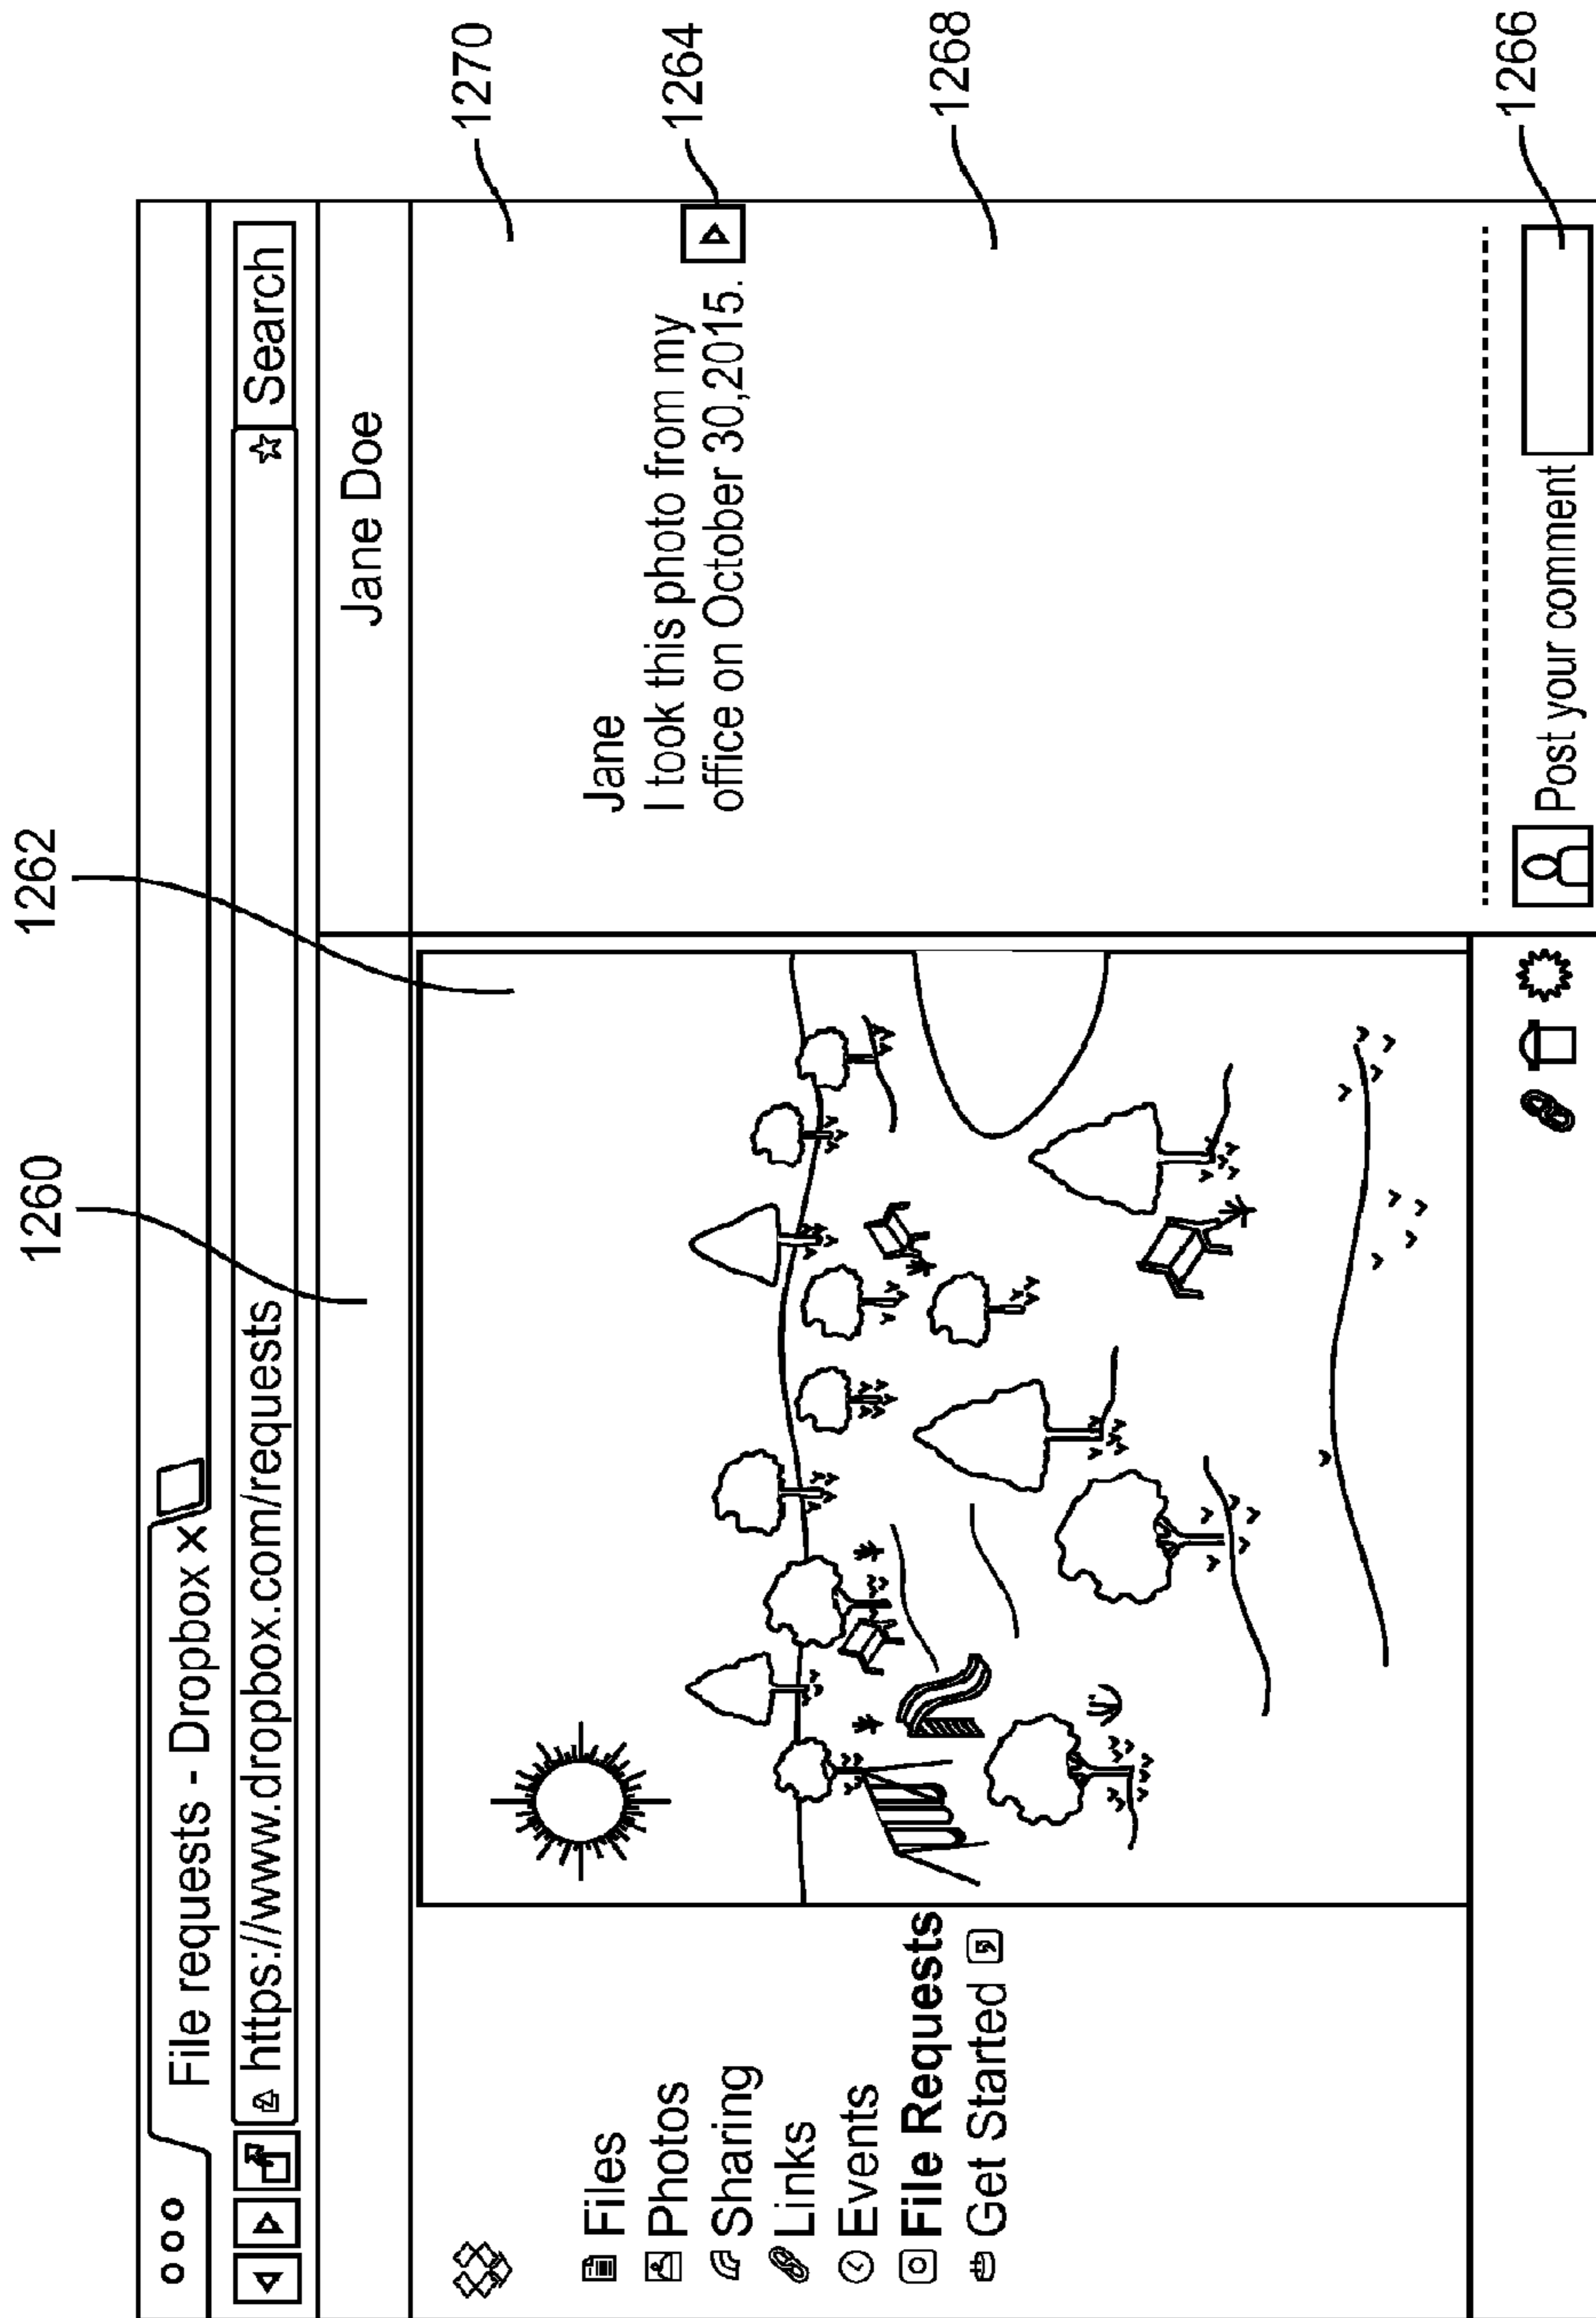 1260
1262
File requests - Dropbox ×
https://www.dropbox.com/requests
Search
Jane Doe
1270
Files
Photos
Sharing
Links
Events
File Requests
Get Started
Jane
I took this photo from my
office on October 30,2015.
1264
1268
Post your comment
1266